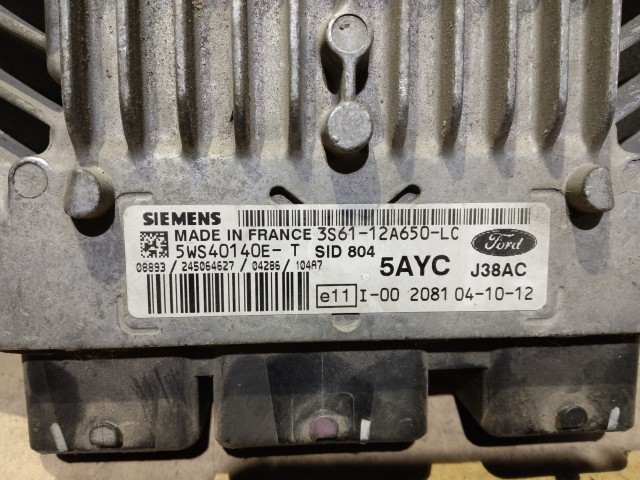 SIEMENS
MADE IN FRANCE 3S61-12A650-LC
5WS40140E- T SID 804
Ford
08893 / 245064627 / 04286 / 104A7
5AYC J38AC
e11 I-00 2081 04-10-12